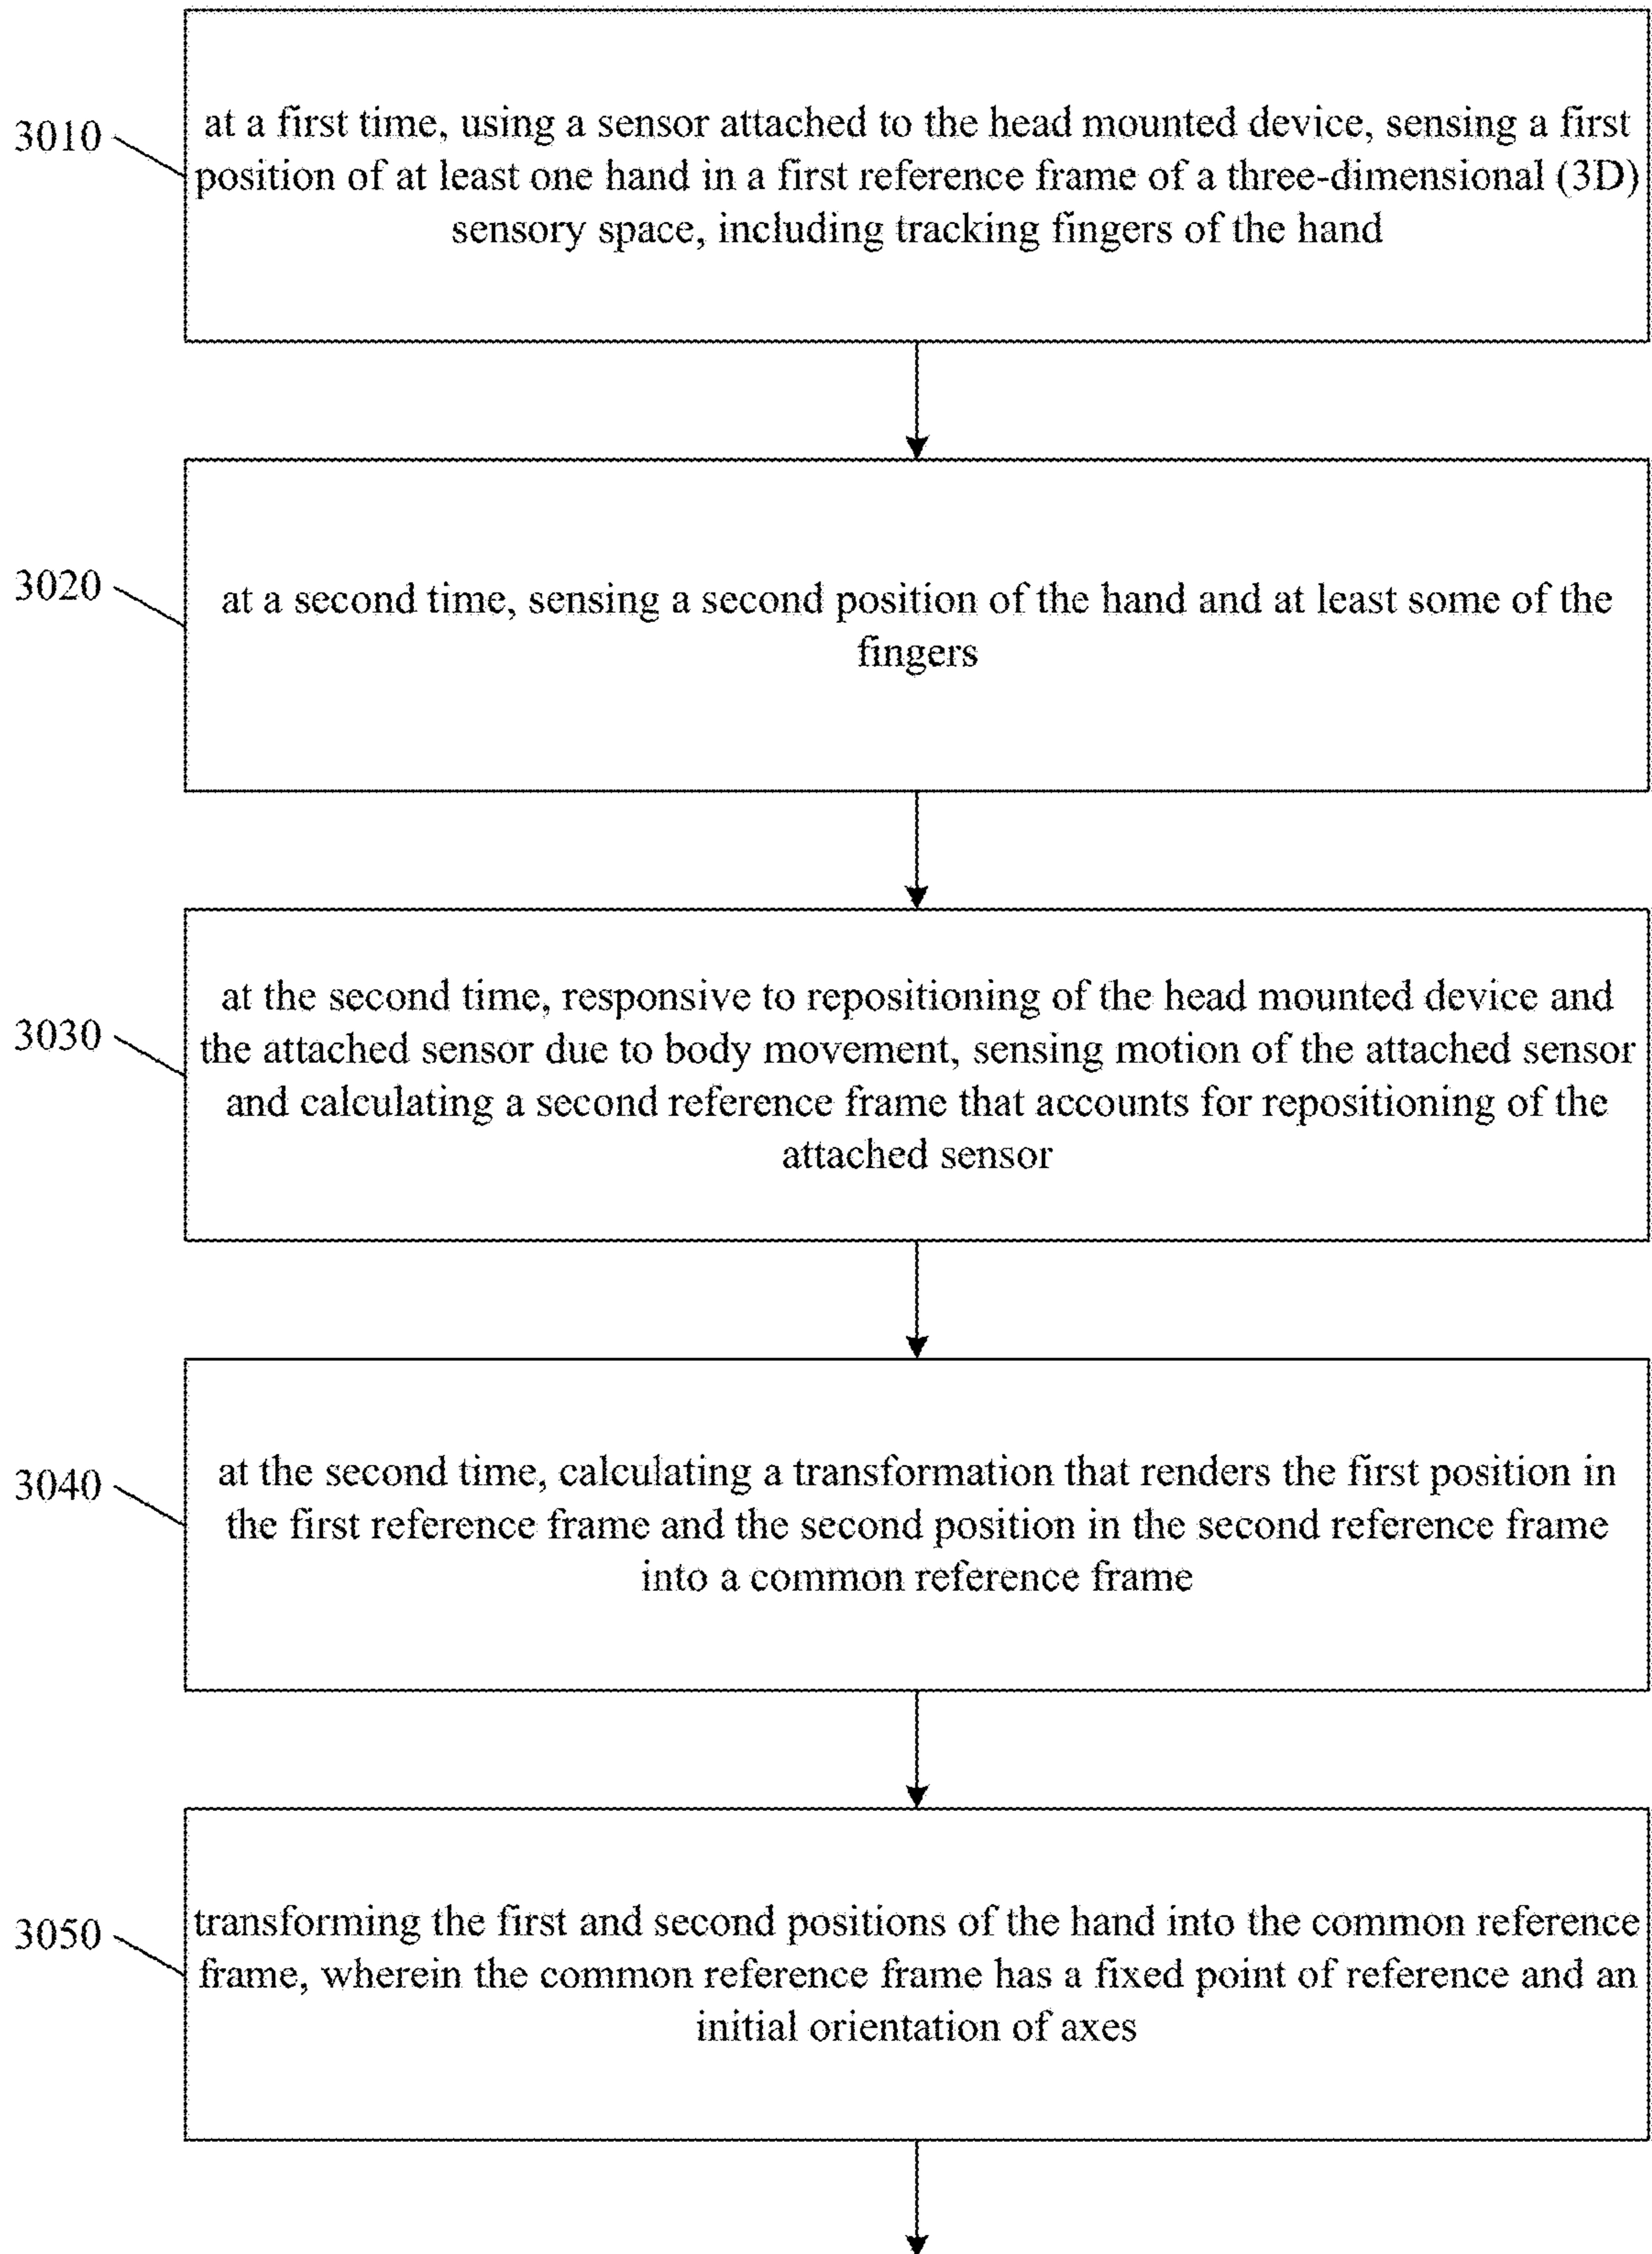 3010
at a first time, using a sensor attached to the head mounted device, sensing a first
position of at least one hand in a first reference frame of a three-dimensional (3D)
sensory space, including tracking fingers of the hand
3020
at a second time, sensing a second position of the hand and at least some of the
fingers
3030
at the second time, responsive to repositioning of the head mounted device and
the attached sensor due to body movement, sensing motion of the attached sensor
and calculating a second reference frame that accounts for repositioning of the
attached sensor
3040
at the second time, calculating a transformation that renders the first position in
the first reference frame and the second position in the second reference frame
into a common reference frame
3050
transforming the first and second positions of the hand into the common reference
frame, wherein the common reference frame has a fixed point of reference and an
initial orientation of axes